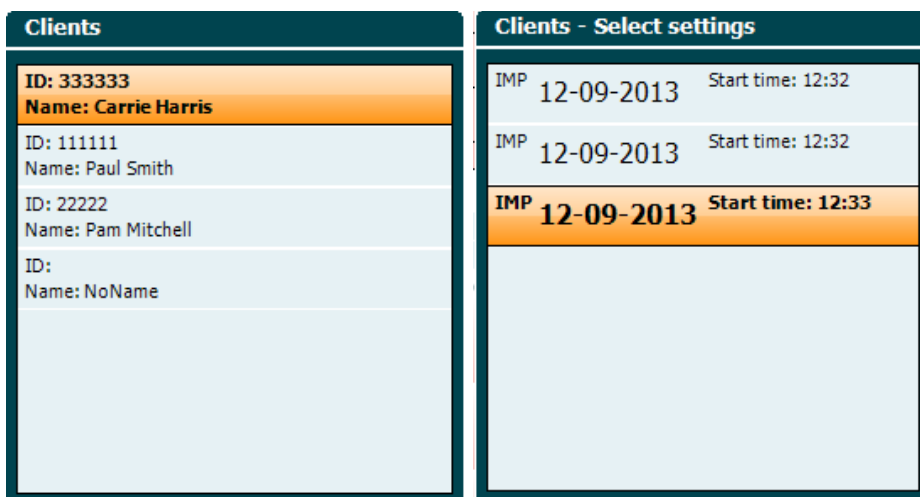 Clients
ID: 333333
Name: Carrie Harris
ID: 111111
Name: Paul Smith
ID: 22222
Name: Pam Mitchell
ID:
Name: NoName
Clients - Select settings
IMP 12-09-2013 Start time: 12:32
IMP 12-09-2013 Start time: 12:32
IMP 12-09-2013 Start time: 12:33